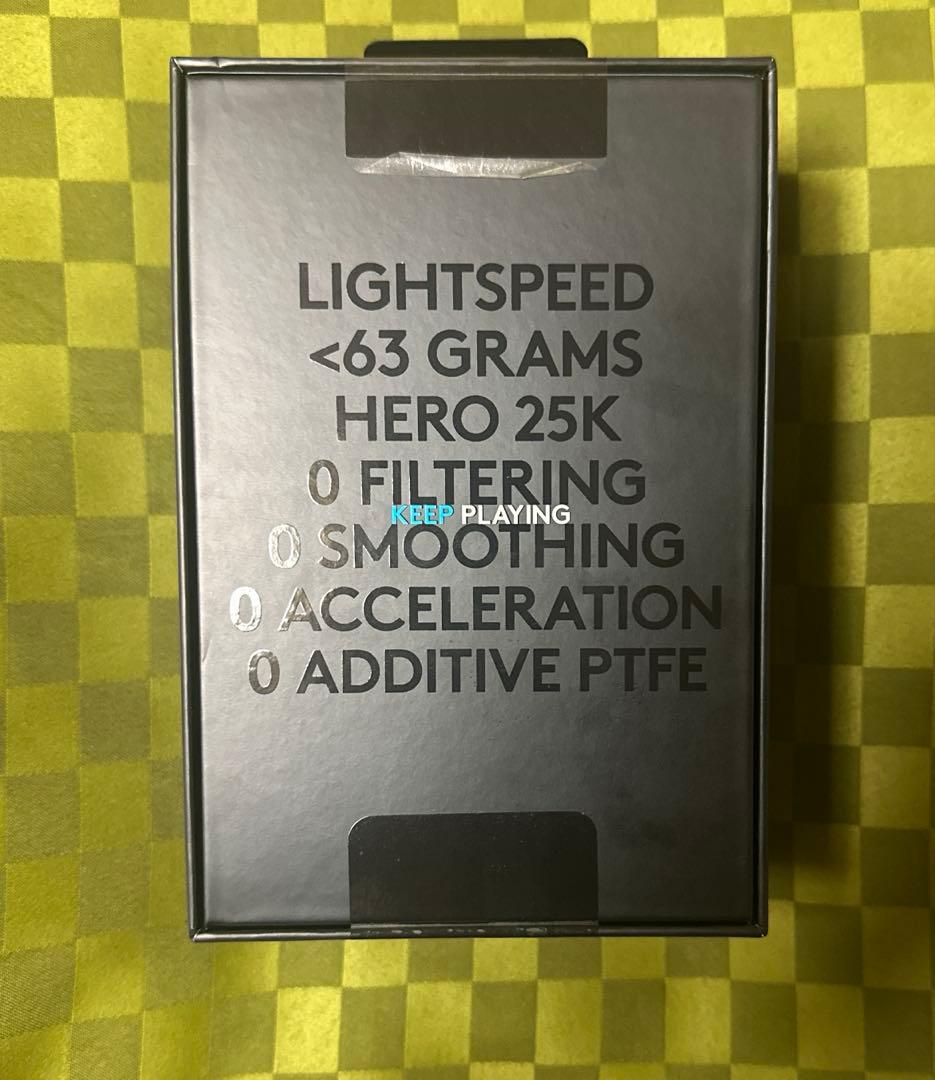 LIGHTSPEED
<63 GRAMS
HERO 25K
0 FILTERING
KEEP PLAYING
0 SMOOTHING
0 ACCELERATION
0 ADDITIVE PTFE